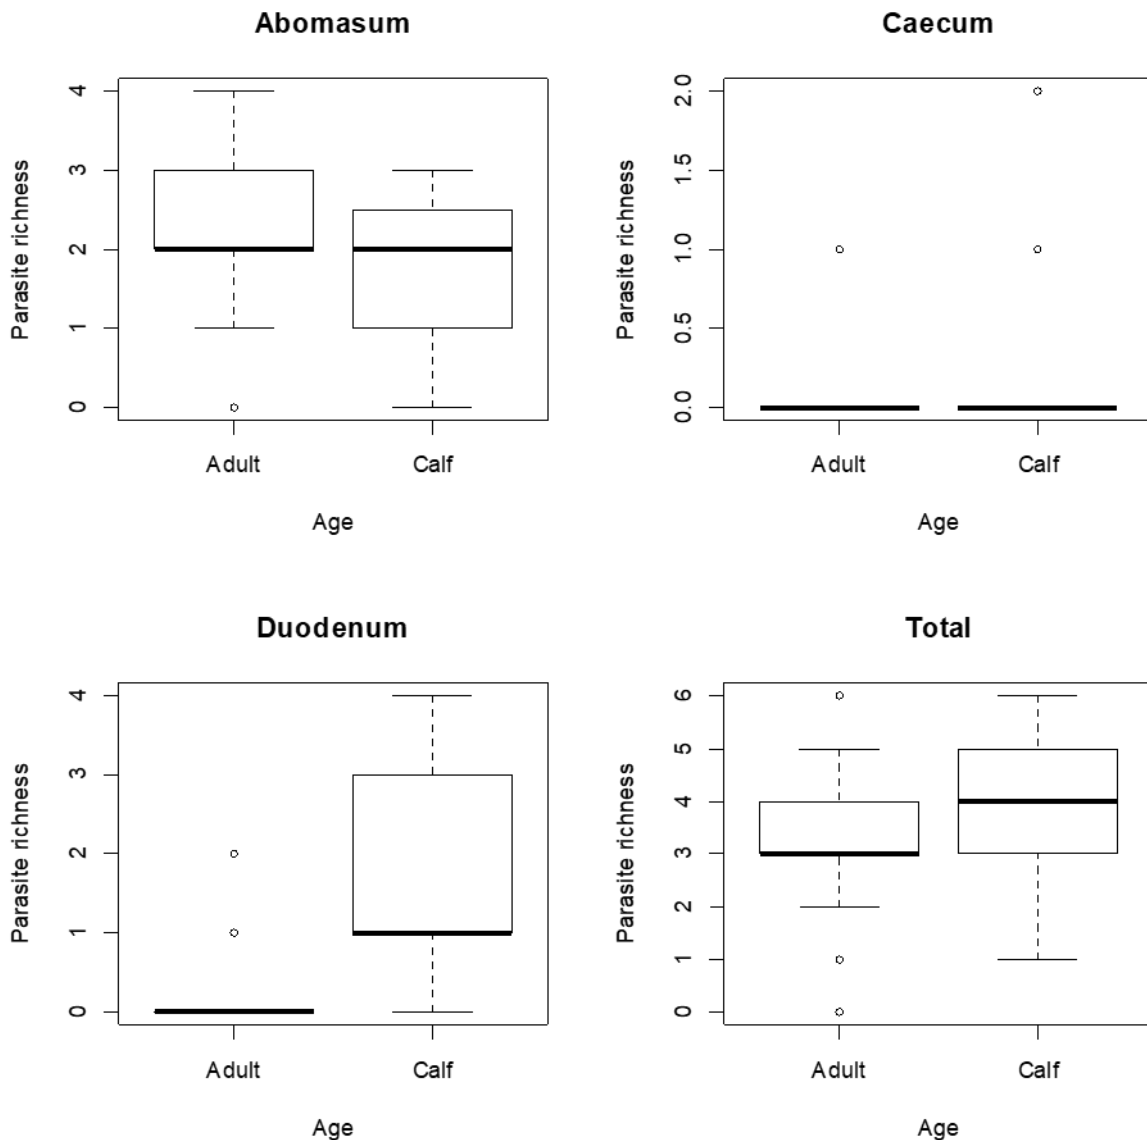 Abomasum
Parasite richness
4
3
2
1
0
Adult Calf
Age
Caecum
Parasite richness
2.0
1.5
1.0
0.5
0.0
Adult Calf
Age
Duodenum
Parasite richness
4
3
2
1
0
Adult Calf
Age
Total
Parasite richness
6
5
4
3
2
1
0
Adult Calf
Age